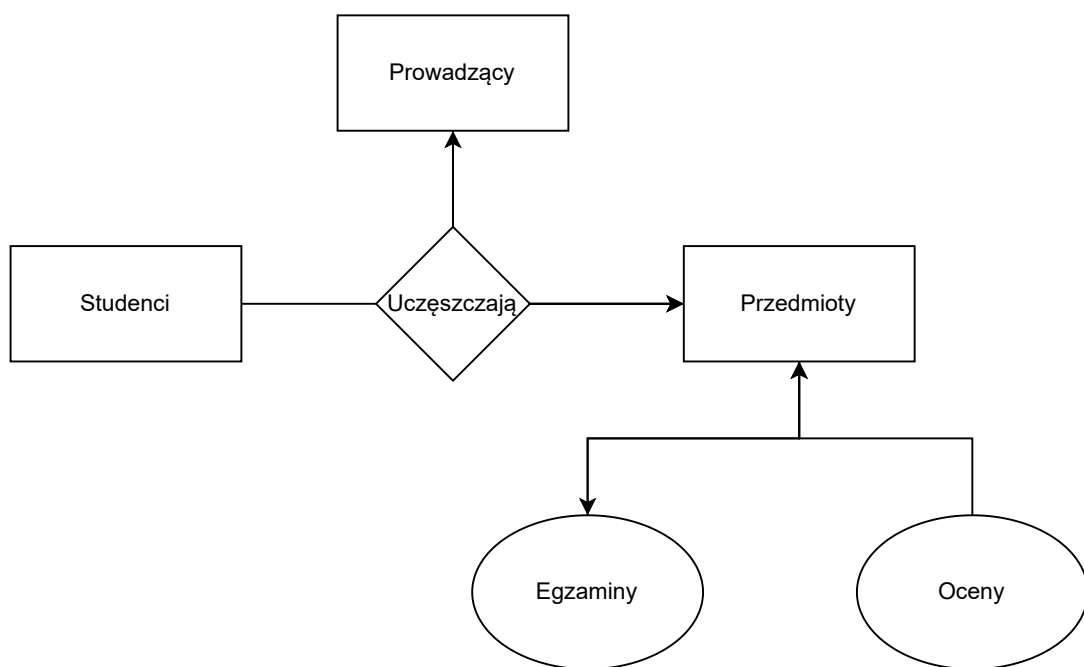 Prowadzący
Studenci
Uczęszczają
Przedmioty
Egzaminy
Oceny